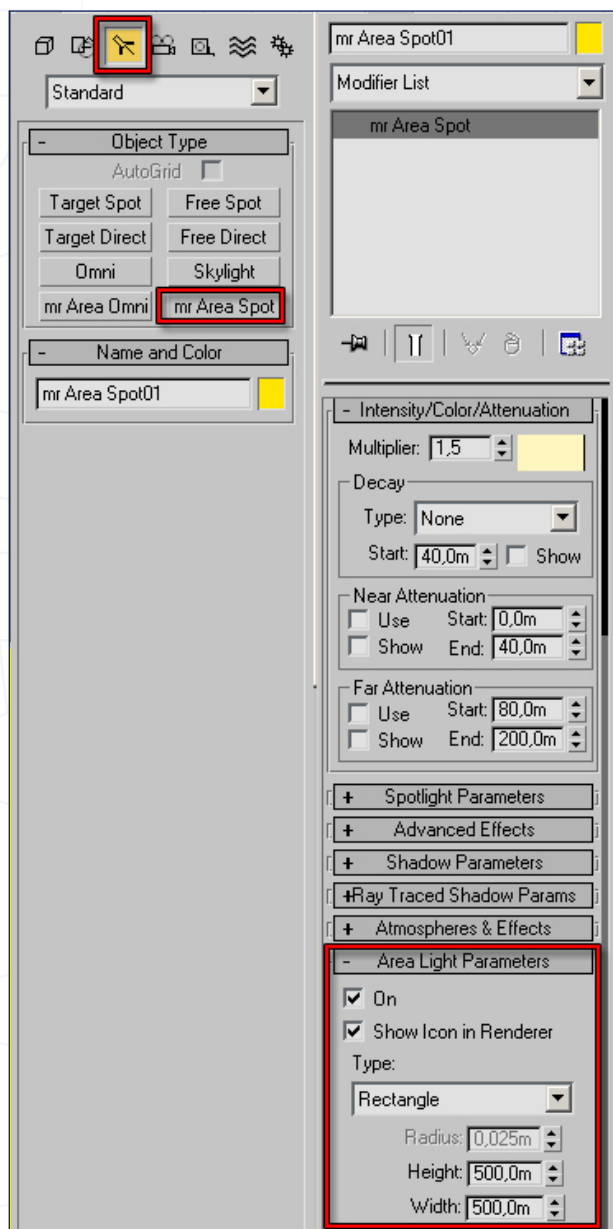 Standard
- Object Type
AutoGrid
Target Spot Free Spot
Target Direct Free Direct
Omni Skylight
mr Area Omni mr Area Spot
- Name and Color
mr Area Spot01
mr Area Spot01
Modifier List
mr Area Spot
- Intensity/Color/Attenuation
Multiplier: 1,5
Decay
Type: None
Start: 40,0m Show
Near Attenuation
Use Start: 0,0m
Show End: 40,0m
Far Attenuation
Use Start: 80,0m
Show End: 200,0m
+ Spotlight Parameters
+ Advanced Effects
+ Shadow Parameters
+Ray Traced Shadow Params
+ Atmospheres & Effects
- Area Light Parameters
On
Show Icon in Renderer
Type:
Rectangle
Radius: 0,025m
Height: 500,0m
Width: 500,0m